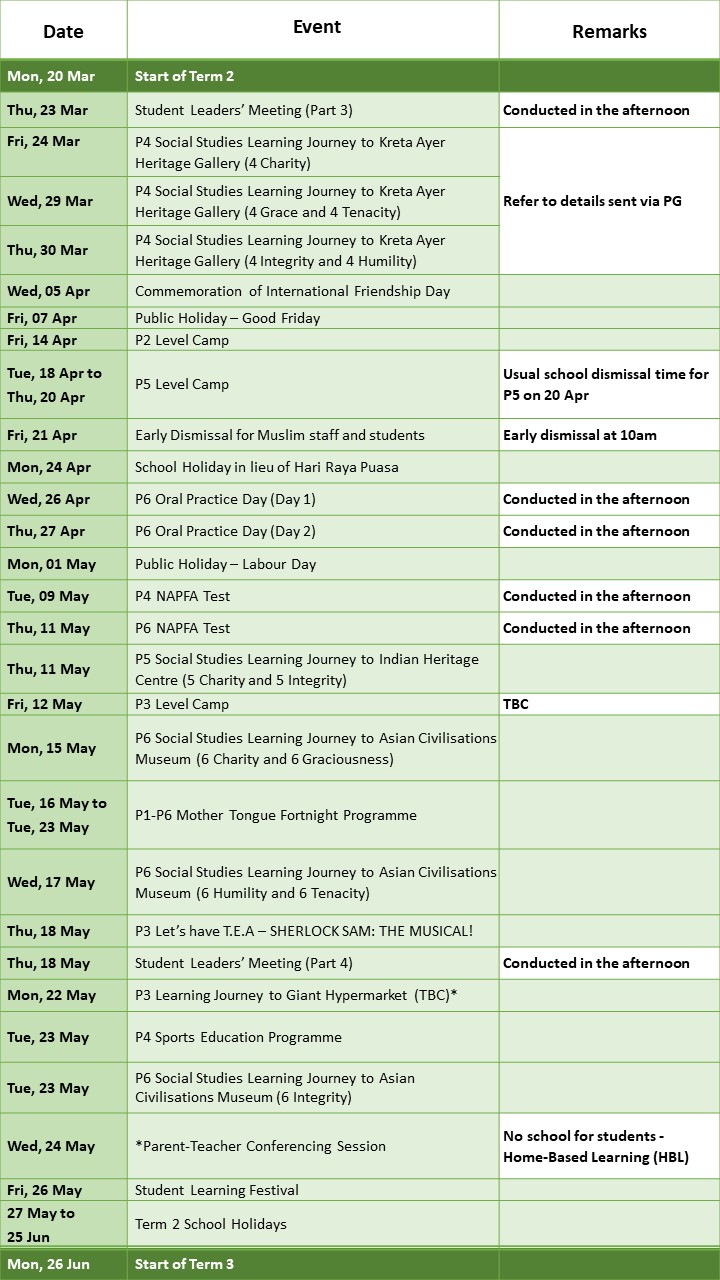 Date Event Remarks
Mon, 20 Mar Start of Term 2
Thu, 23 Mar Student Leaders' Meeting (Part 3) Conducted in the afternoon
Fri, 24 Mar P4 Social Studies Learning Journey to Kreta Ayer
Heritage Gallery (4 Charity)
Wed, 29 Mar P4 Social Studies Learning Journey to Kreta Ayer
Heritage Gallery (4 Grace and 4 Tenacity)
Refer to details sent via PG
Thu, 30 Mar P4 Social Studies Learning Journey to Kreta Ayer
Heritage Gallery (4 Integrity and 4 Humility)
Wed, 05 Apr Commemoration of International Friendship Day
Fri, 07 Apr Public Holiday – Good Friday
Fri, 14 Apr P2 Level Camp
Tue, 18 Apr to
Thu, 20 Apr
P5 Level Camp
Usual school dismissal time for
P5 on 20 Apr
Fri, 21 Apr Early Dismissal for Muslim staff and students Early dismissal at 10am
Mon, 24 Apr School Holiday in lieu of Hari Raya Puasa
Wed, 26 Apr P6 Oral Practice Day (Day 1) Conducted in the afternoon
Thu, 27 Apr P6 Oral Practice Day (Day 2) Conducted in the afternoon
Mon, 01 May Public Holiday – Labour Day
Tue, 09 May P4 NAPFA Test Conducted in the afternoon
Thu, 11 May P6 NAPFA Test Conducted in the afternoon
Thu, 11 May P5 Social Studies Learning Journey to Indian Heritage
Centre (5 Charity and 5 Integrity)
Fri, 12 May P3 Level Camp TBC
Mon, 15 May P6 Social Studies Learning Journey to Asian Civilisations
Museum (6 Charity and 6 Graciousness)
Tue, 16 May to
Tue, 23 May
P1-P6 Mother Tongue Fortnight Programme
Wed, 17 May P6 Social Studies Learning Journey to Asian Civilisations
Museum (6 Humility and 6 Tenacity)
Thu, 18 May P3 Let's have T.E.A – SHERLOCK SAM: THE MUSICAL!
Thu, 18 May Student Leaders' Meeting (Part 4) Conducted in the afternoon
Mon, 22 May P3 Learning Journey to Giant Hypermarket (TBC)*
Tue, 23 May P4 Sports Education Programme
Tue, 23 May P6 Social Studies Learning Journey to Asian
Civilisations Museum (6 Integrity)
Wed, 24 May *Parent-Teacher Conferencing Session
No school for students -
Home-Based Learning (HBL)
Fri, 26 May Student Learning Festival
27 May to
25 Jun
Term 2 School Holidays
Mon, 26 Jun Start of Term 3